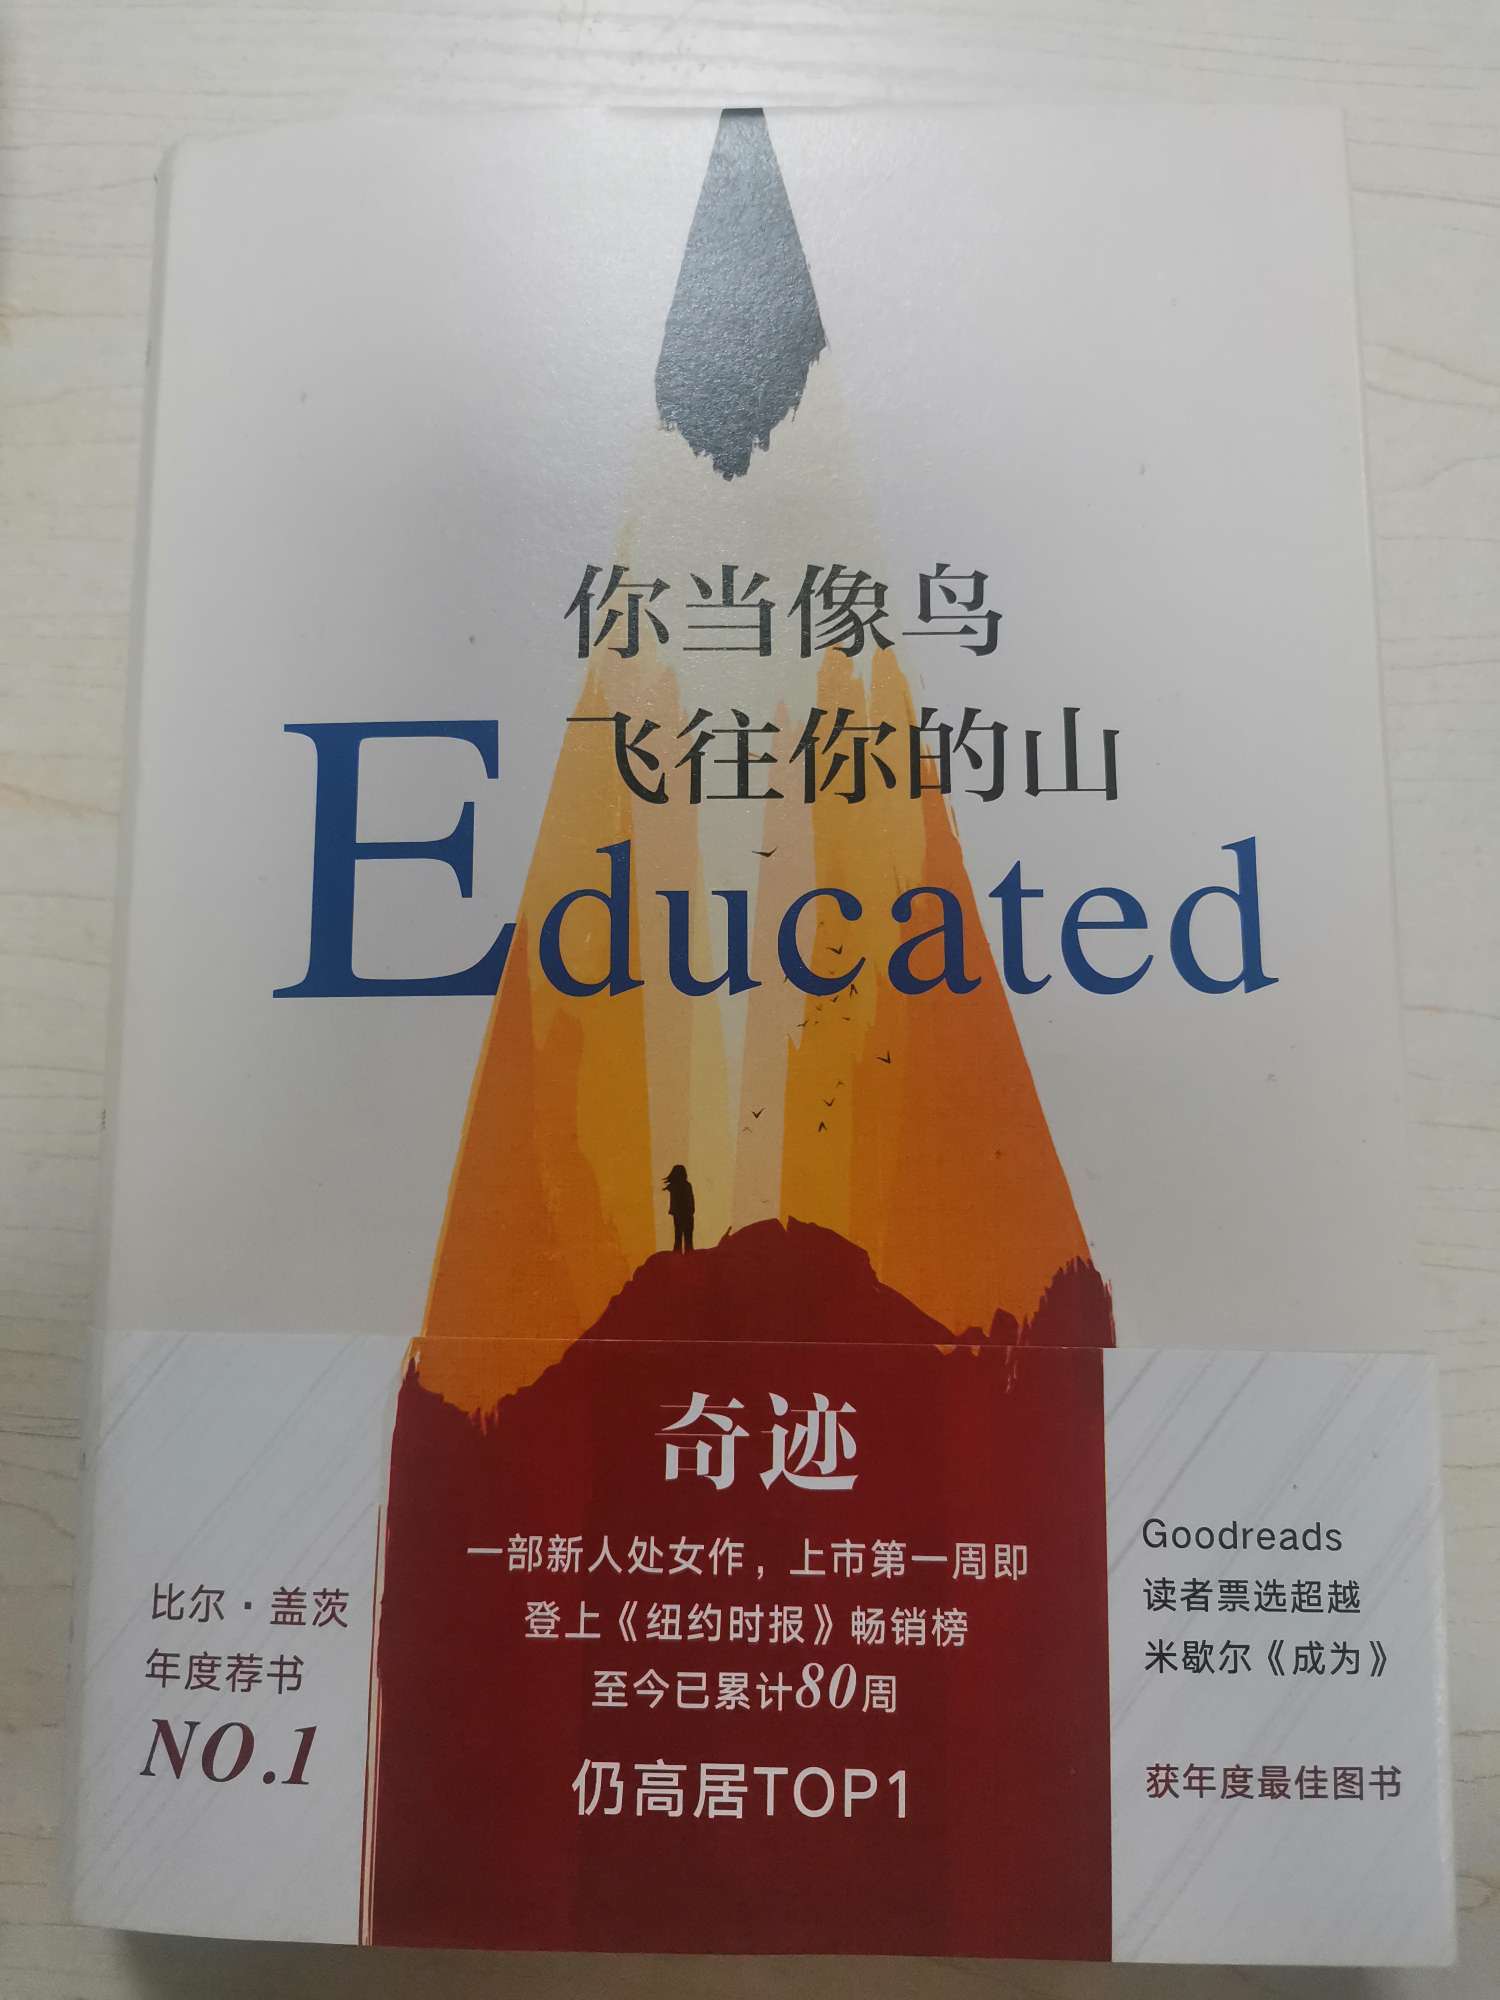 你当像鸟
飞往你的山
Educated
奇迹
一部新人处女作，上市第一周即
登上《纽约时报》畅销榜
至今已累计80周
仍高居TOP1
比尔·盖茨
年度荐书
NO.1
Goodreads
读者票选超越
米歇尔《成为》
获年度最佳图书